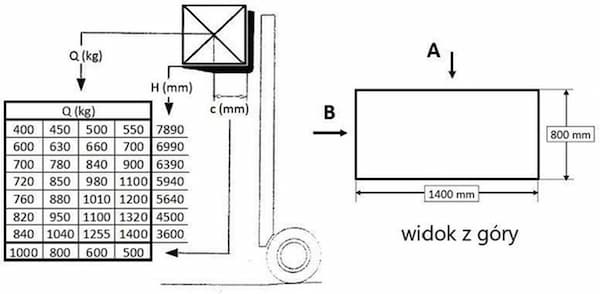 Q (kg)
H (mm)
c (mm)
Q (kg)
400 450 500 550 7890
600 630 660 700 6990
700 780 840 900 6390
720 850 980 1100 5940
760 880 1010 1200 5640
820 950 1100 1320 4500
840 1040 1255 1400 3600
1000 800 600 500
A
B
800 mm
1400 mm
widok z góry